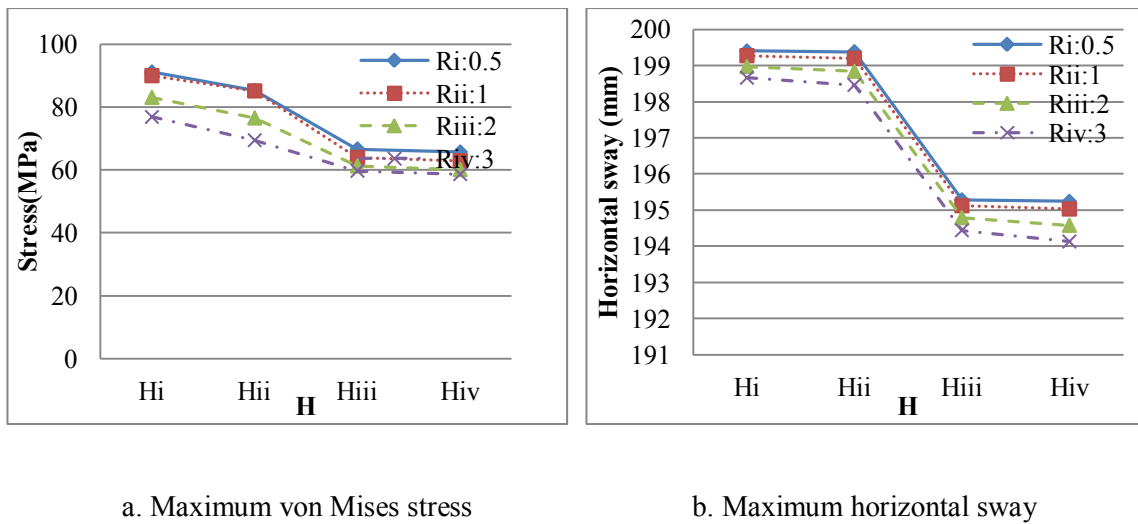 100
80
60
40
20
0
Stress(MPa)
Hi Hii Hiii Hiv
H
Ri:0.5
Rii:1
Riii:2
Riv:3
200
199
198
197
196
195
194
193
192
191
Horizontal sway (mm)
Hi Hii Hiii Hiv
H
Ri:0.5
Rii:1
Riii:2
Riv:3
a. Maximum von Mises stress
b. Maximum horizontal sway